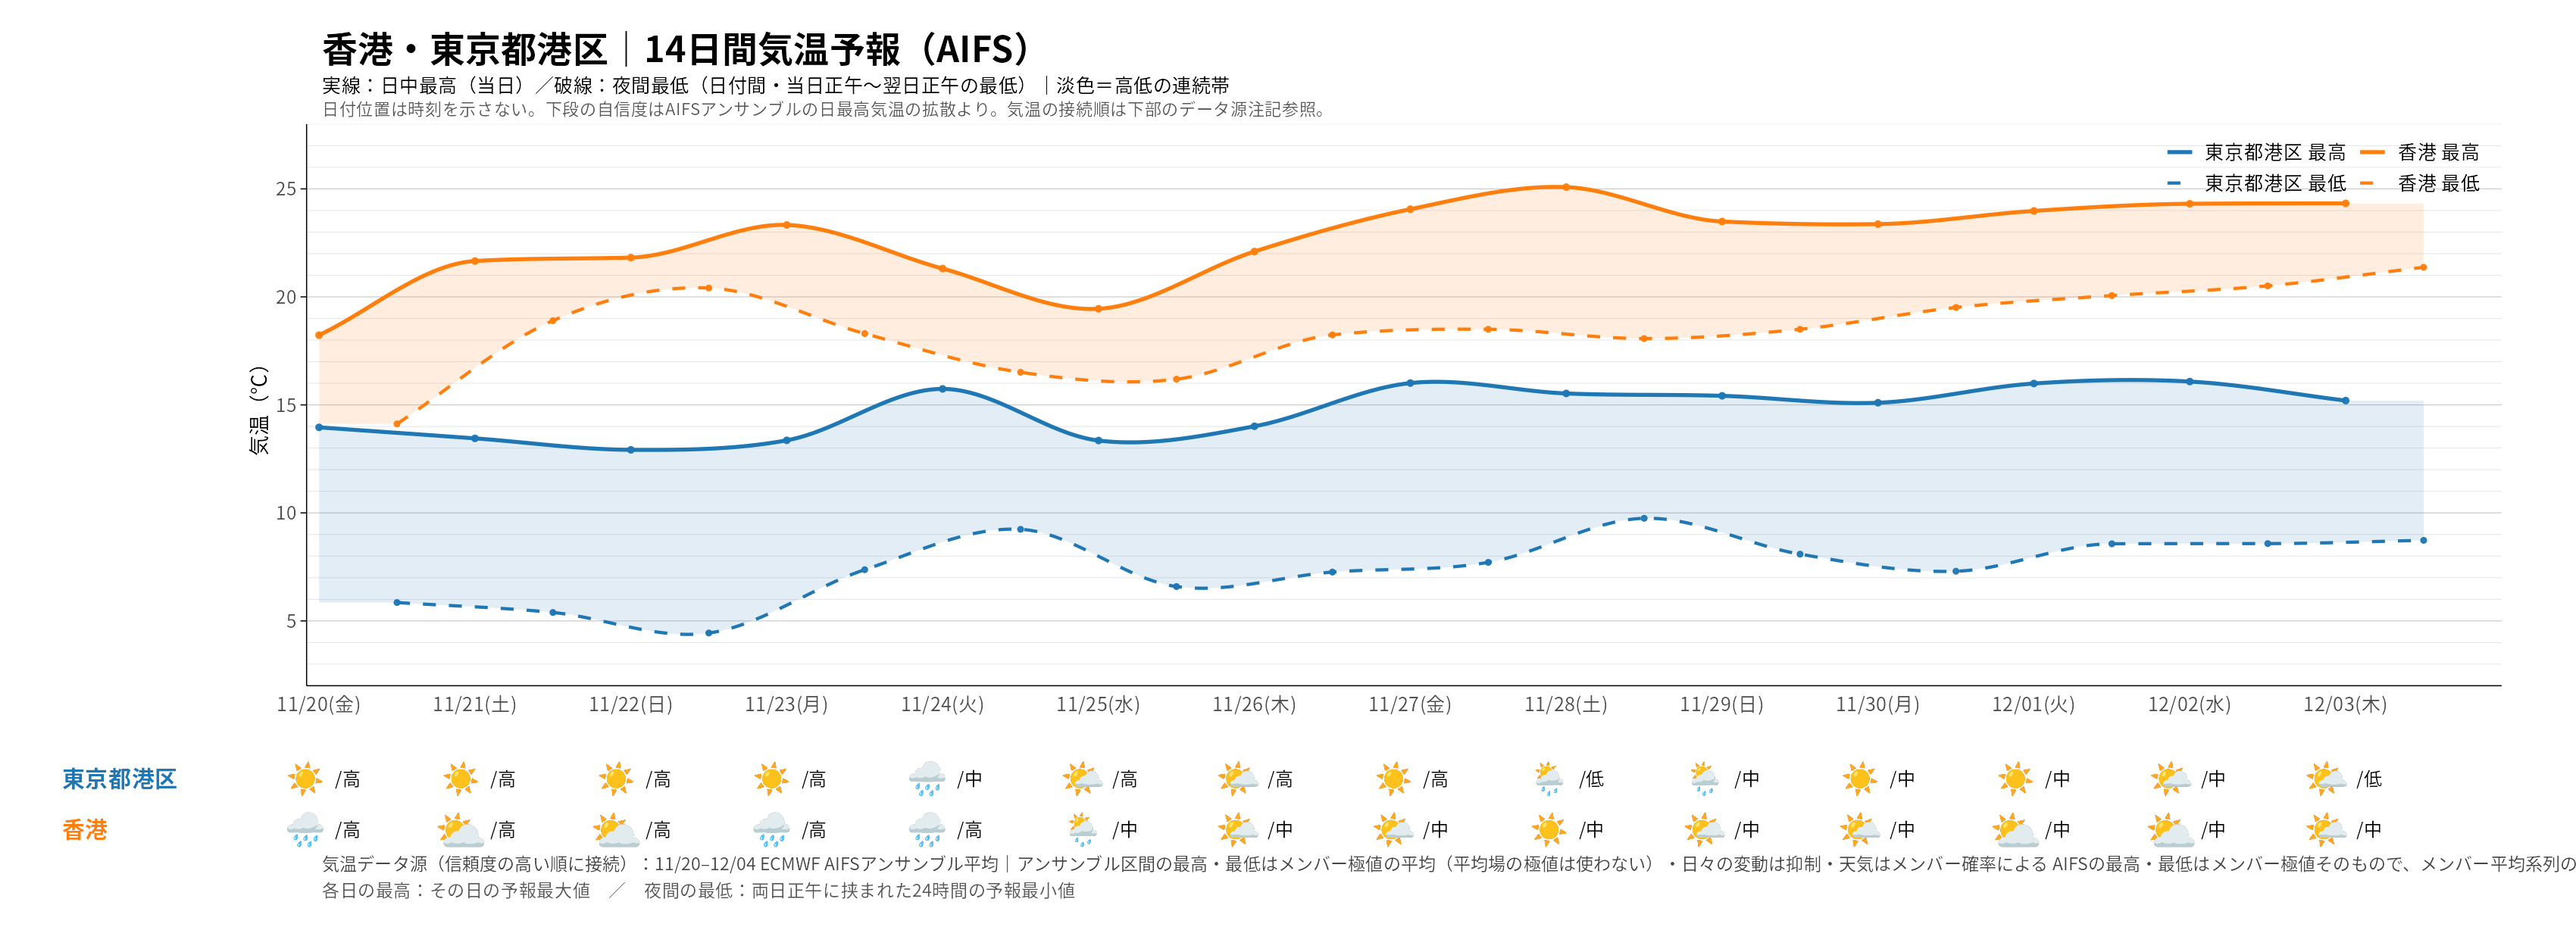 香港・東京都港区｜14日間気温予報（AIFS）
実線：日中最高（当日）／破線：夜間最低（日付間・当日正午～翌日正午の最低）｜淡色＝高低の連続帯
日付位置は時刻を示さない。下段の自信度はAIFSアンサンブルの日最高気温の拡散より。気温の接続順は下部のデータ源注記参照。
東京都港区 最高 香港 最高
東京都港区 最低 香港 最低
気温（℃）
25
20
15
10
5
11/20(金) 11/21(土) 11/22(日) 11/23(月) 11/24(火) 11/25(水) 11/26(木) 11/27(金) 11/28(土) 11/29(日) 11/30(月) 12/01(火) 12/02(水) 12/03(木)
東京都港区 /高 /高 /高 /高 /中 /高 /高 /高 /低 /中 /中 /中 /中 /低
香港 /高 /高 /高 /高 /高 /中 /中 /中 /中 /中 /中 /中 /中 /中
気温データ源（信頼度の高い順に接続）：11/20–12/04 ECMWF AIFSアンサンブル平均｜アンサンブル区間の最高・最低はメンバー極値の平均（平均場の極値は使わない）・日々の変動は抑制・天気はメンバー確率による AIFSの最高・最低はメンバー極値そのもので、メンバー平均系列の
各日の最高：その日の予報最大値　／　夜間の最低：両日正午に挟まれた24時間の予報最小値